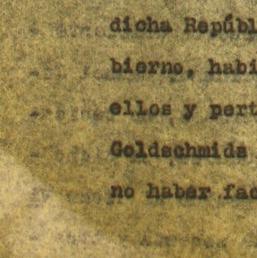 dicha Repúbl
bierno, habi
ellos y pert
Goldschmids
no haber fac